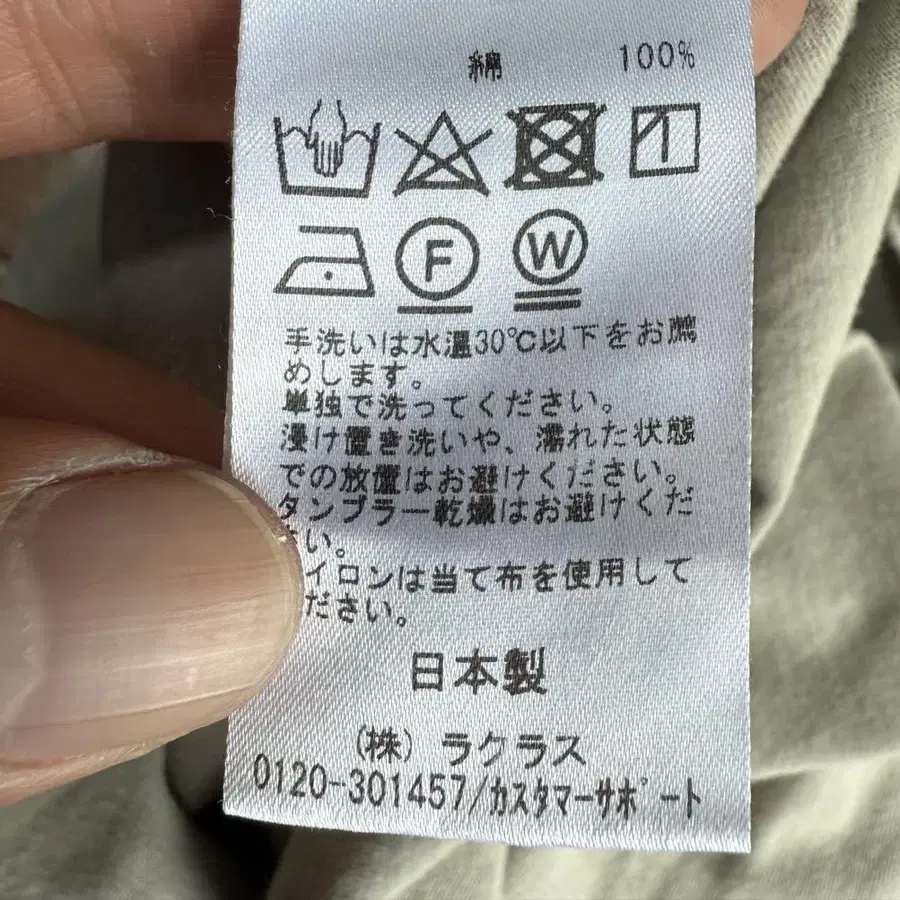 綿 100%
F W
手洗いは水温30℃以下をお薦
めします。
単独で洗ってください。
浸け置き洗いや、濡れた状態
での放置はお避けください。
タンブラー乾燥はお避けくだ
さい。
イロンは当て布を使用して
ださい。
日本製
(株) ラクラス
0120-301457/カスタマーサポート